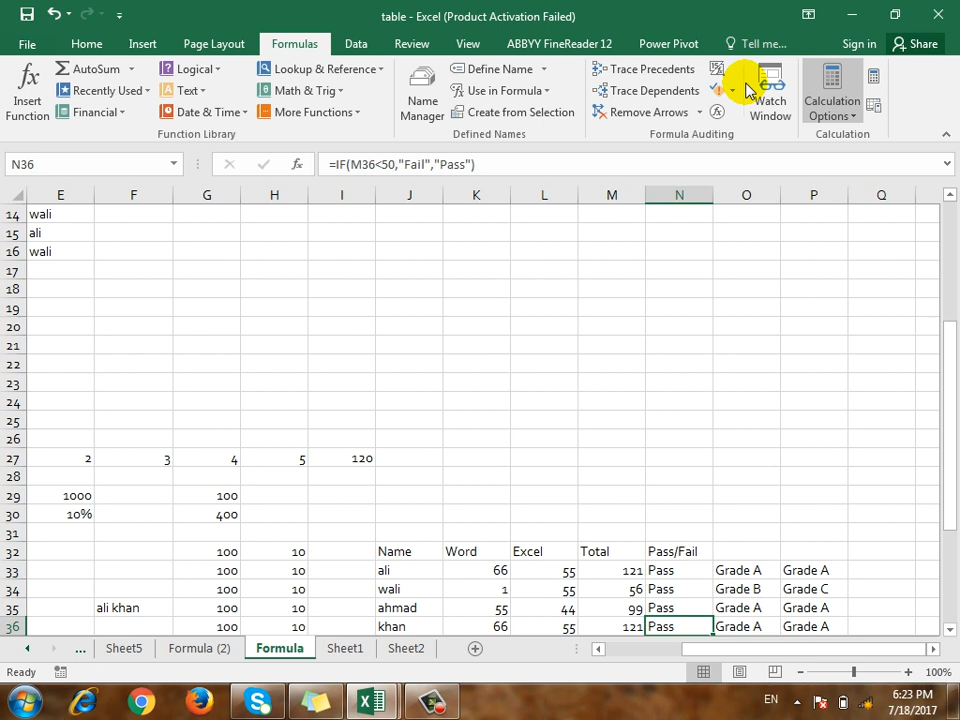 table - Excel (Product Activation Failed)
File Home Insert Page Layout Formulas Data Review View ABBYY FineReader 12 Power Pivot Tell me... Sign in Share
Insert Function
AutoSum
Recently Used
Financial
Logical
Text
Date & Time
Lookup & Reference
Math & Trig
More Functions
Function Library
Name Manager
Define Name
Use in Formula
Create from Selection
Defined Names
Trace Precedents
Trace Dependents
Remove Arrows
Formula Auditing
Watch Window
Calculation Options
Calculation
N36 fx =IF(M36<50,"Fail","Pass")
E F G H I J K L M N O P Q
14 wali
15 ali
16 wali
17
18
19
20
21
22
23
24
25
26
27 2 3 4 5 120
28
29 1000 100
30 10% 400
31
32 100 10 Name Word Excel Total Pass/Fail
33 100 10 ali 66 55 121 Pass Grade A Grade A
34 100 10 wali 1 55 56 Pass Grade B Grade C
35 ali khan 100 10 ahmad 55 44 99 Pass Grade A Grade A
36 100 10 khan 66 55 121 Pass Grade A Grade A
... Sheet5 Formula (2) Formula Sheet1 Sheet2
Ready 100%
EN 6:23 PM
7/18/2017